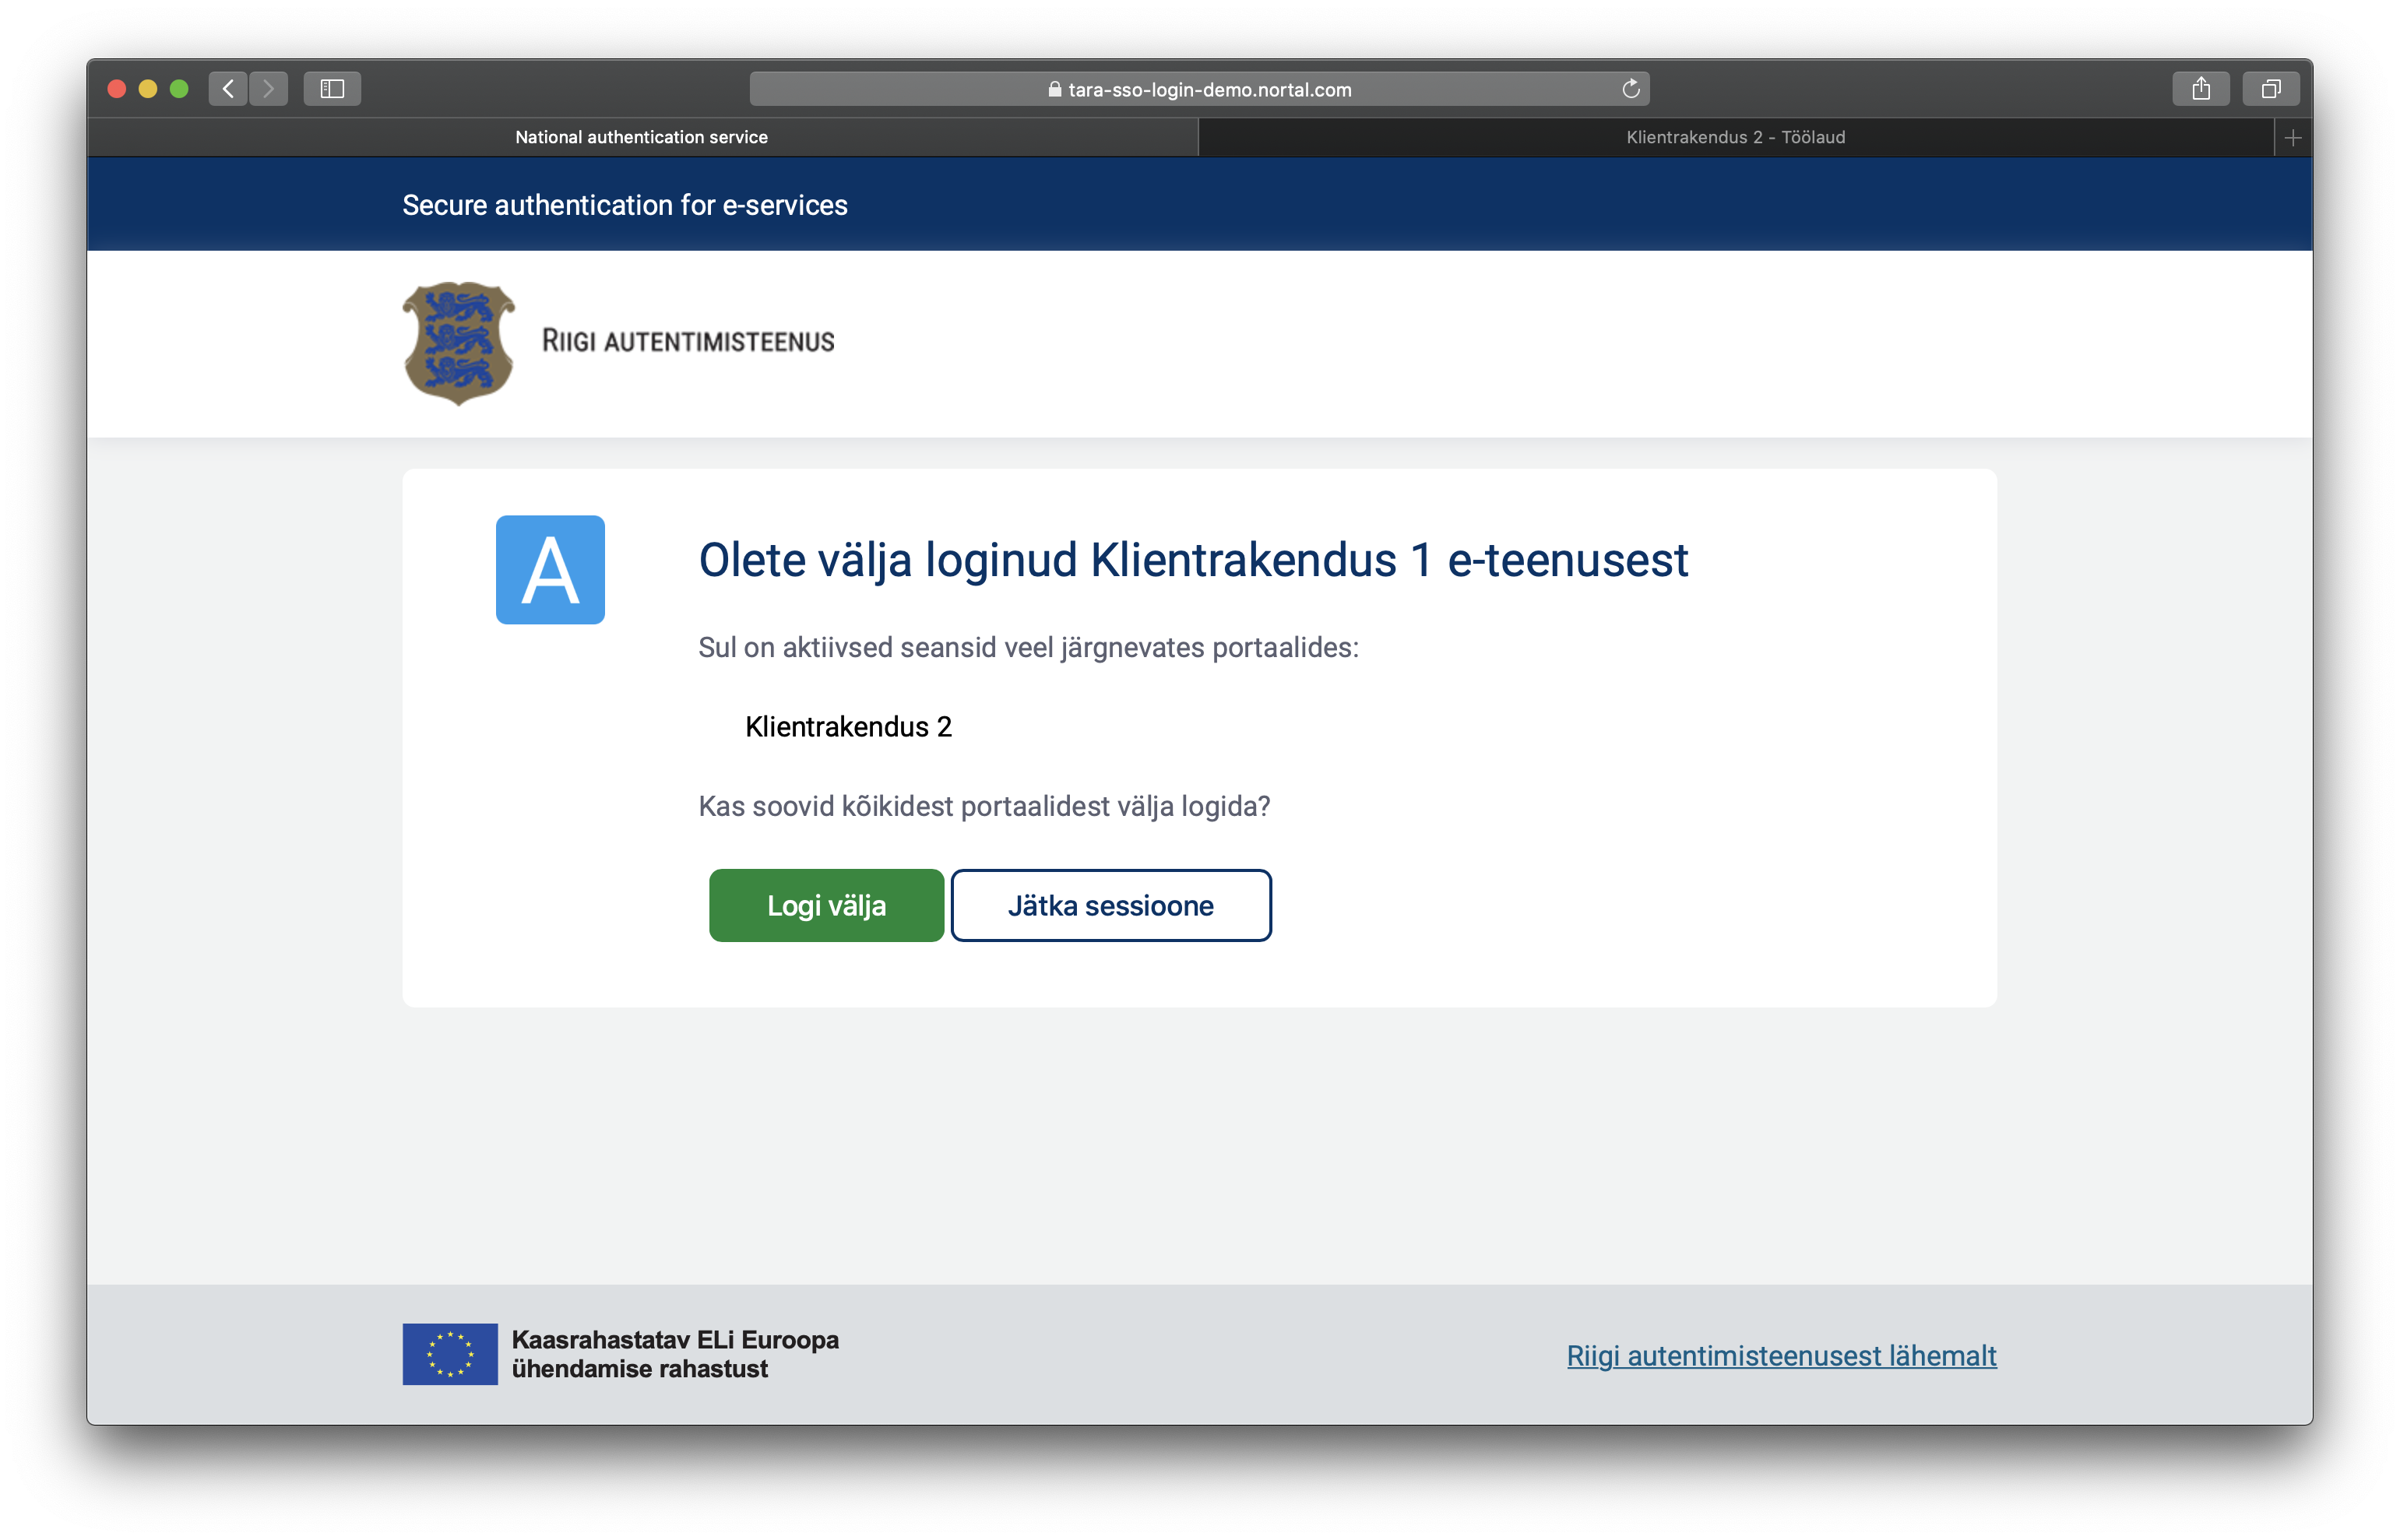 tara-sso-login-demo.nortal.com
National authentication service
Klientrakendus 2 - Töölaud
Secure authentication for e-services
RIIGI AUTENTIMISTEENUS
A
Olete välja loginud Klientrakendus 1 e-teenusest
Sul on aktiivsed seansid veel järgnevates portaalides:
Klientrakendus 2
Kas soovid kõikidest portaalidest välja logida?
Logi välja
Jätka sessioone
Kaasrahastatav ELi Euroopa
ühendamise rahastust
Riigi autentimisteenusest lähemalt